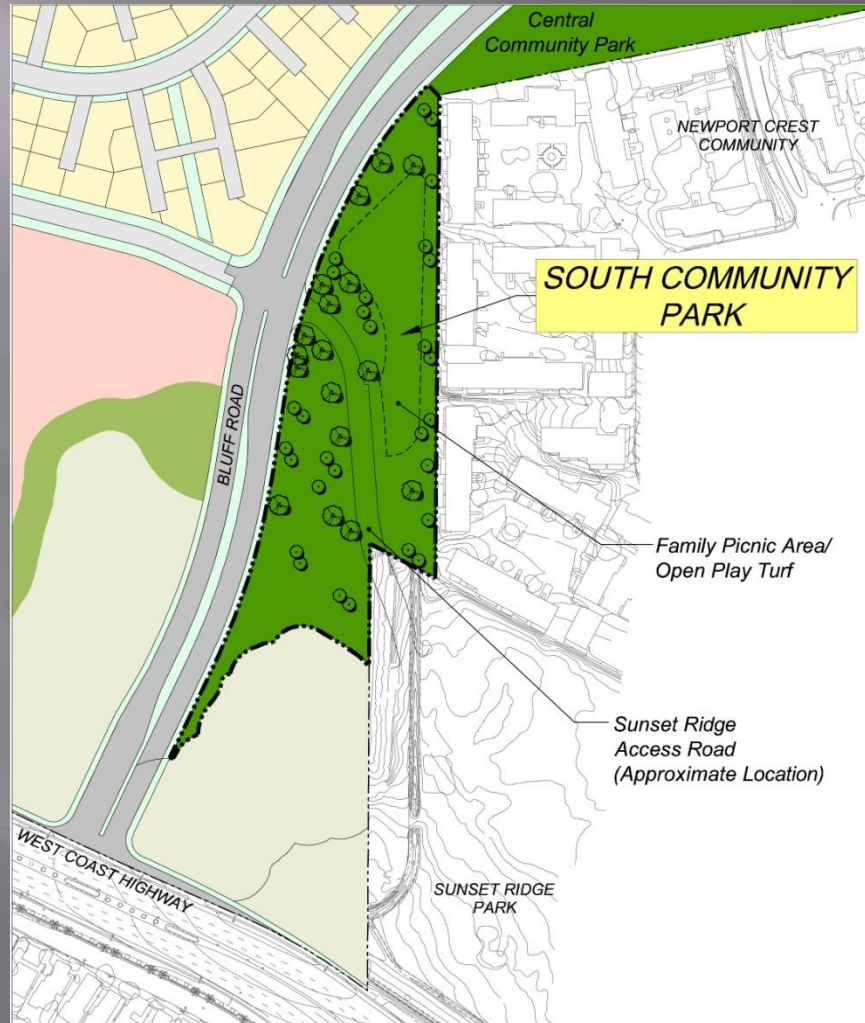 Central
Community Park
NEWPORT CREST
COMMUNITY
SOUTH COMMUNITY
PARK
BLUFF ROAD
Family Picnic Area/
Open Play Turf
Sunset Ridge
Access Road
(Approximate Location)
WEST COAST HIGHWAY
SUNSET RIDGE
PARK